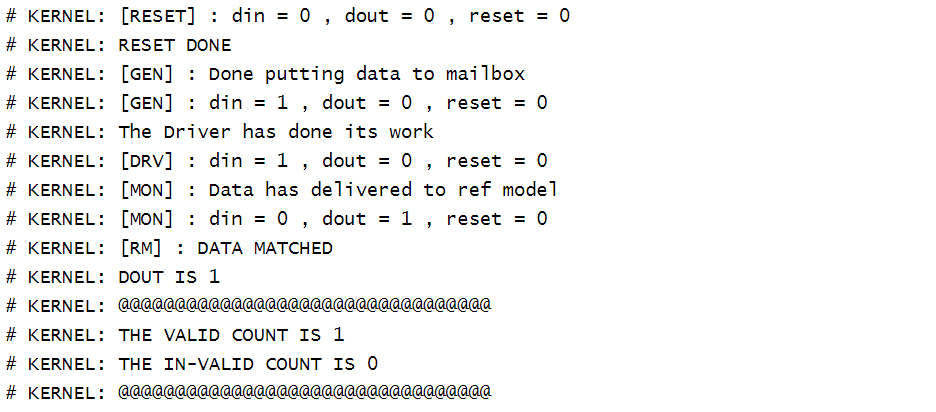 # KERNEL: [RESET] : din = 0 , dout = 0 , reset = 0
# KERNEL: RESET DONE
# KERNEL: [GEN] : Done putting data to mailbox
# KERNEL: [GEN] : din = 1 , dout = 0 , reset = 0
# KERNEL: The Driver has done its work
# KERNEL: [DRV] : din = 1 , dout = 0 , reset = 0
# KERNEL: [MON] : Data has delivered to ref model
# KERNEL: [MON] : din = 0 , dout = 1 , reset = 0
# KERNEL: [RM] : DATA MATCHED
# KERNEL: DOUT IS 1
# KERNEL: @@@@@@@@@@@@@@@@@@@@@@@@@@@@@@@@@
# KERNEL: THE VALID COUNT IS 1
# KERNEL: THE IN-VALID COUNT IS 0
# KERNEL: @@@@@@@@@@@@@@@@@@@@@@@@@@@@@@@@@